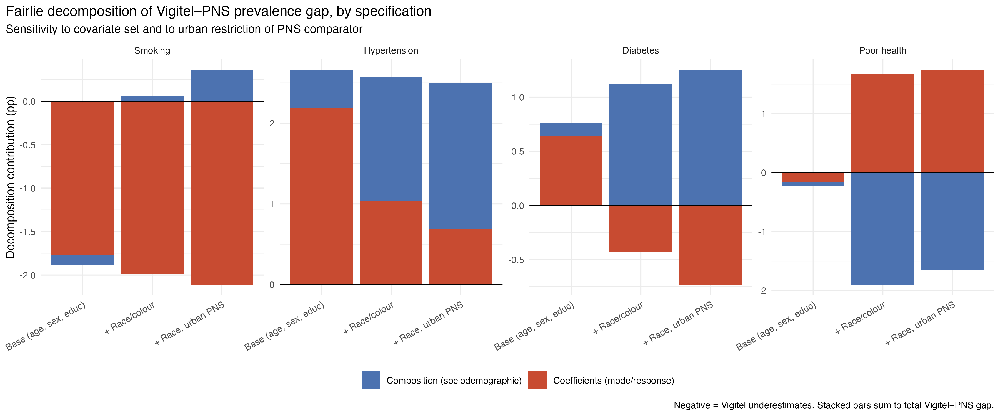 Fairlie decomposition of Vigitel–PNS prevalence gap, by specification
Sensitivity to covariate set and to urban restriction of PNS comparator
Smoking
Hypertension
Diabetes
Poor health
Decomposition contribution (pp)
0.0
-0.5
-1.0
-1.5
-2.0
2
1
0
1.0
0.5
0.0
-0.5
1
0
-1
-2
Base (age, sex, educ)
+ Race/colour
+ Race, urban PNS
Base (age, sex, educ)
+ Race/colour
+ Race, urban PNS
Base (age, sex, educ)
+ Race/colour
+ Race, urban PNS
Base (age, sex, educ)
+ Race/colour
+ Race, urban PNS
Composition (sociodemographic)
Coefficients (mode/response)
Negative = Vigitel underestimates. Stacked bars sum to total Vigitel–PNS gap.